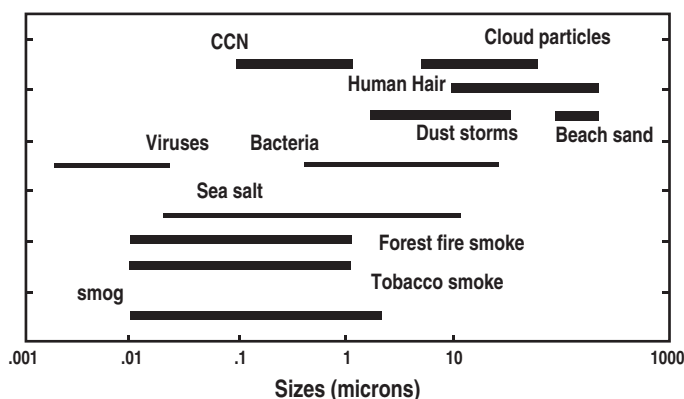 CCN
Cloud particles
Human Hair
Dust storms
Beach sand
Viruses
Bacteria
Sea salt
Forest fire smoke
Tobacco smoke
smog
.001 .01 .1 1 10 1000
Sizes (microns)